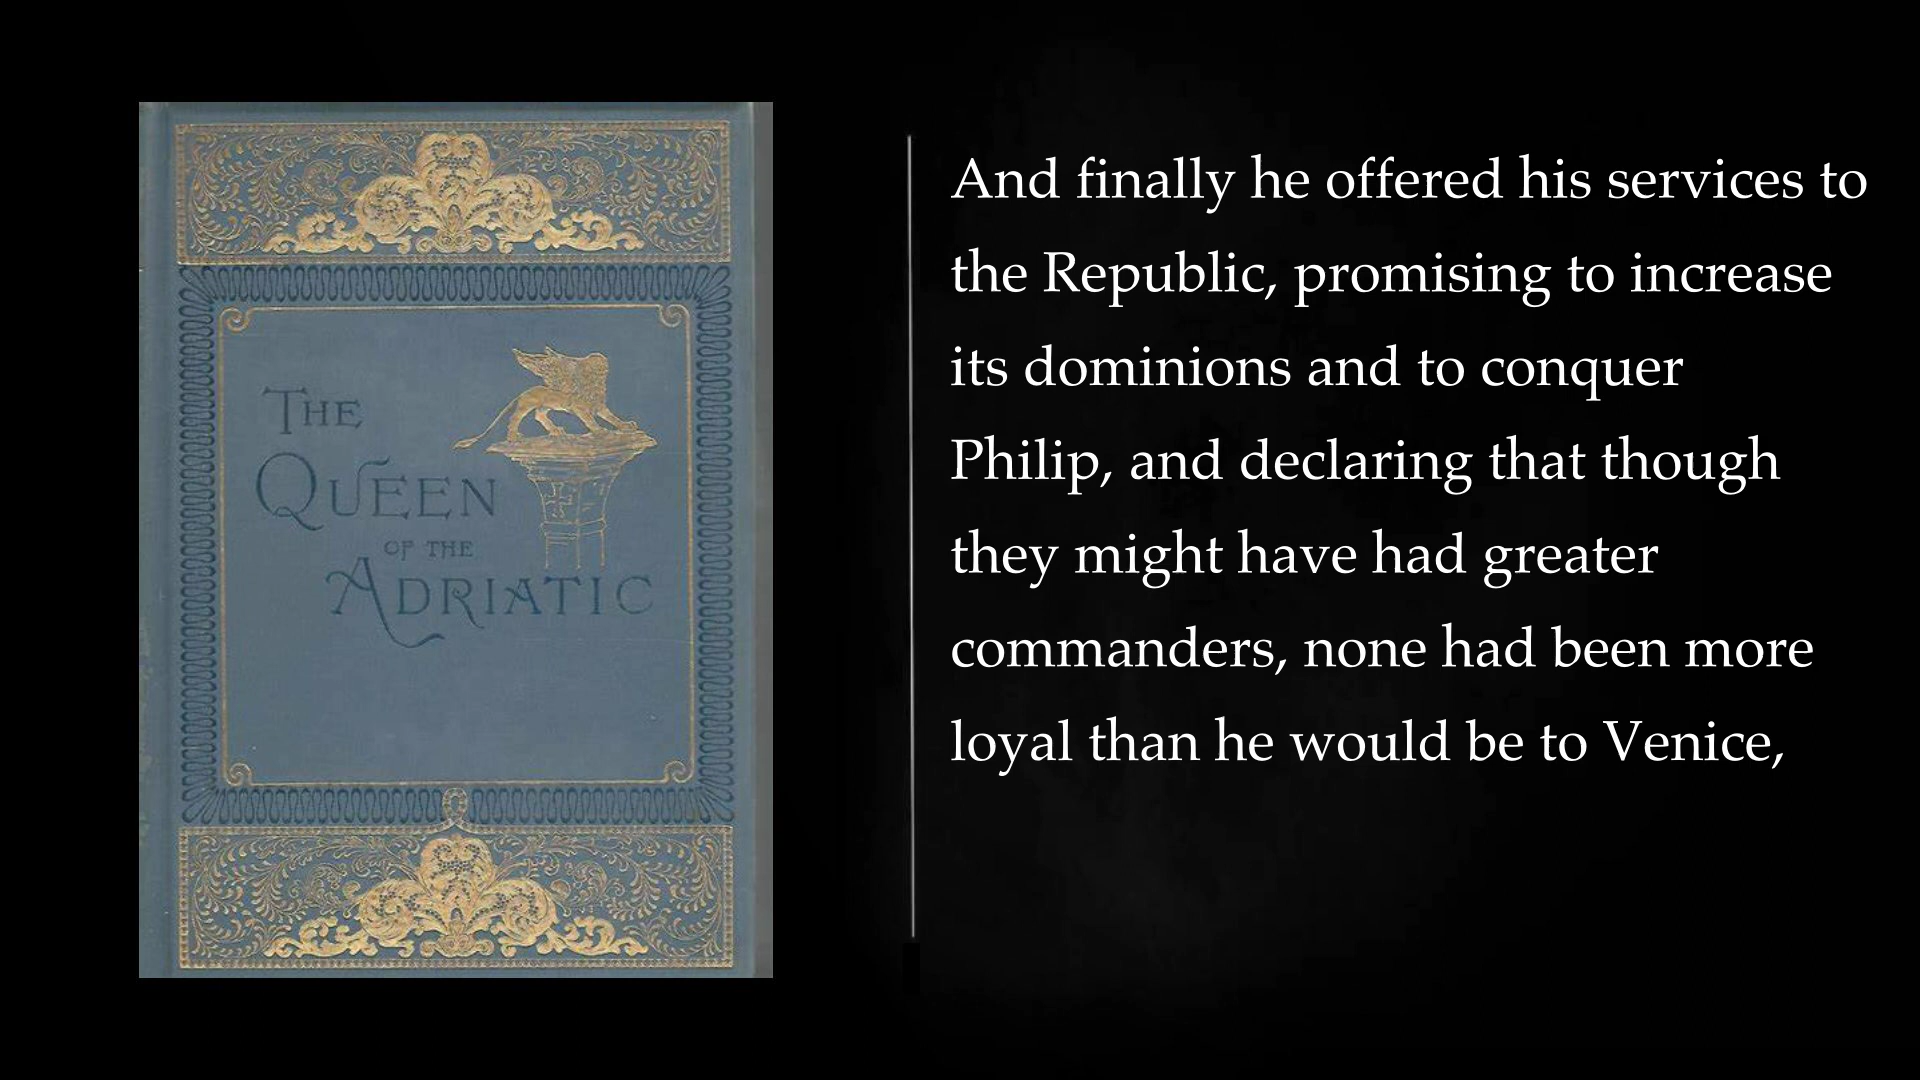 THE
QUEEN
OF THE
ADRIATIC
And finally he offered his services to
the Republic, promising to increase
its dominions and to conquer
Philip, and declaring that though
they might have had greater
commanders, none had been more
loyal than he would be to Venice,